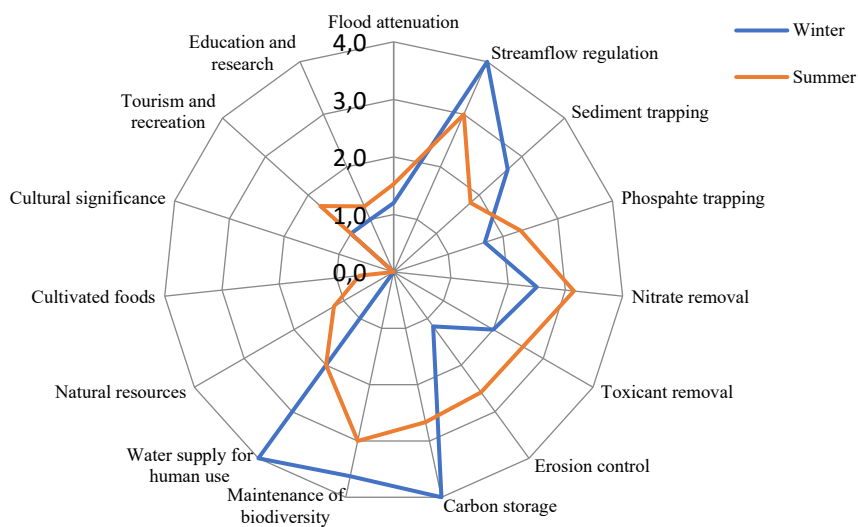 Flood attenuation
Streamflow regulation
Sediment trapping
Phospahte trapping
Nitrate removal
Toxicant removal
Erosion control
Carbon storage
Maintenance of
biodiversity
Water supply for
human use
Natural resources
Cultivated foods
Cultural significance
Tourism and
recreation
Education and
research
4,0
3,0
2,0
1,0
0,0
Winter
Summer